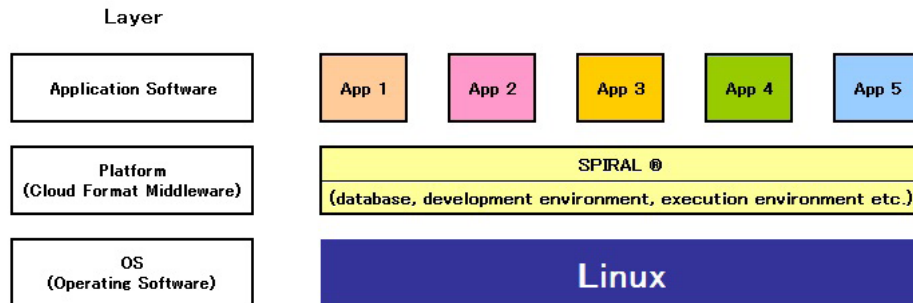 Layer
Application Software
App 1
App 2
App 3
App 4
App 5
Platform
(Cloud Format Middleware)
SPIRAL ®
(database, development environment, execution environment etc.)
OS
(Operating Software)
Linux